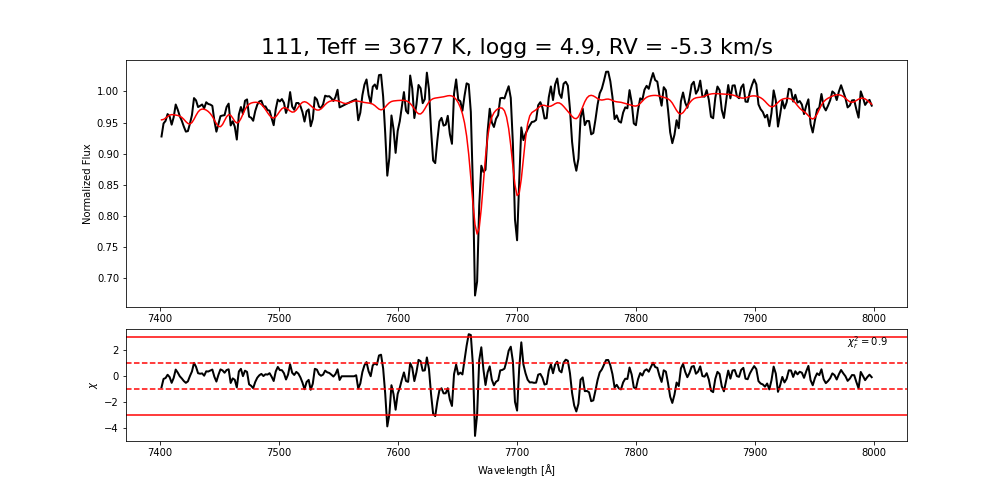 111, Teff = 3677 K, logg = 4.9, RV = -5.3 km/s
Normalized Flux
1.00
0.95
0.90
0.85
0.80
0.75
0.70
7400 7500 7600 7700 7800 7900 8000
χ
2
0
−2
−4
χ²ᵣ = 0.9
7400 7500 7600 7700 7800 7900 8000
Wavelength [Å]